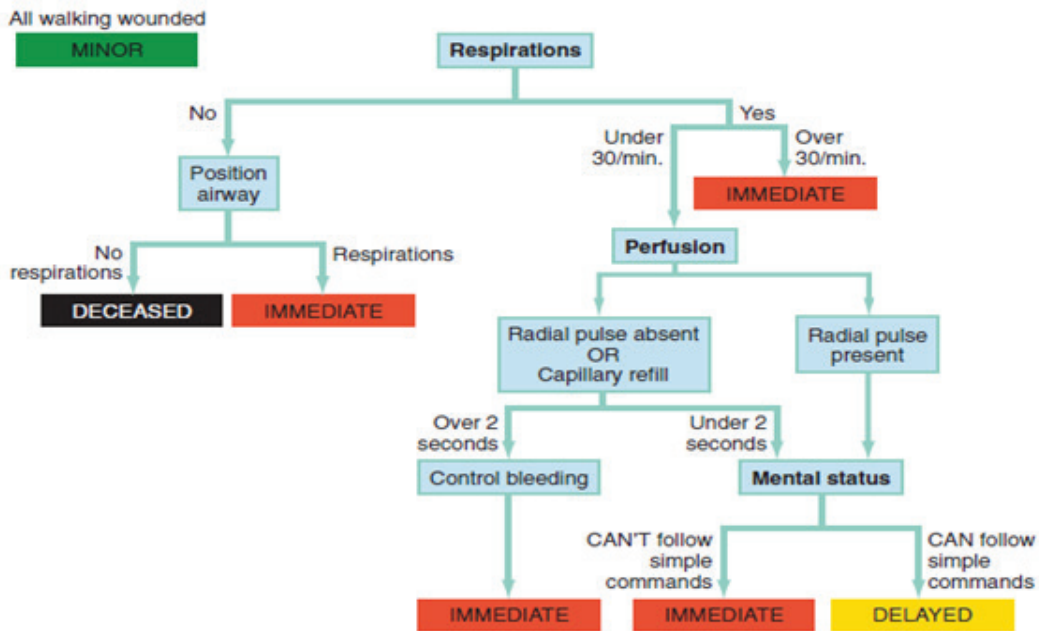 All walking wounded
MINOR
Respirations
No
Yes
Under
30/min.
Over
30/min.
Position
airway
IMMEDIATE
No
respirations
Respirations
Perfusion
DECEASED
IMMEDIATE
Radial pulse absent
OR
Capillary refill
Radial pulse
present
Over 2
seconds
Under 2
seconds
Control bleeding
Mental status
CAN'T follow
simple
commands
CAN follow
simple
commands
IMMEDIATE
IMMEDIATE
DELAYED